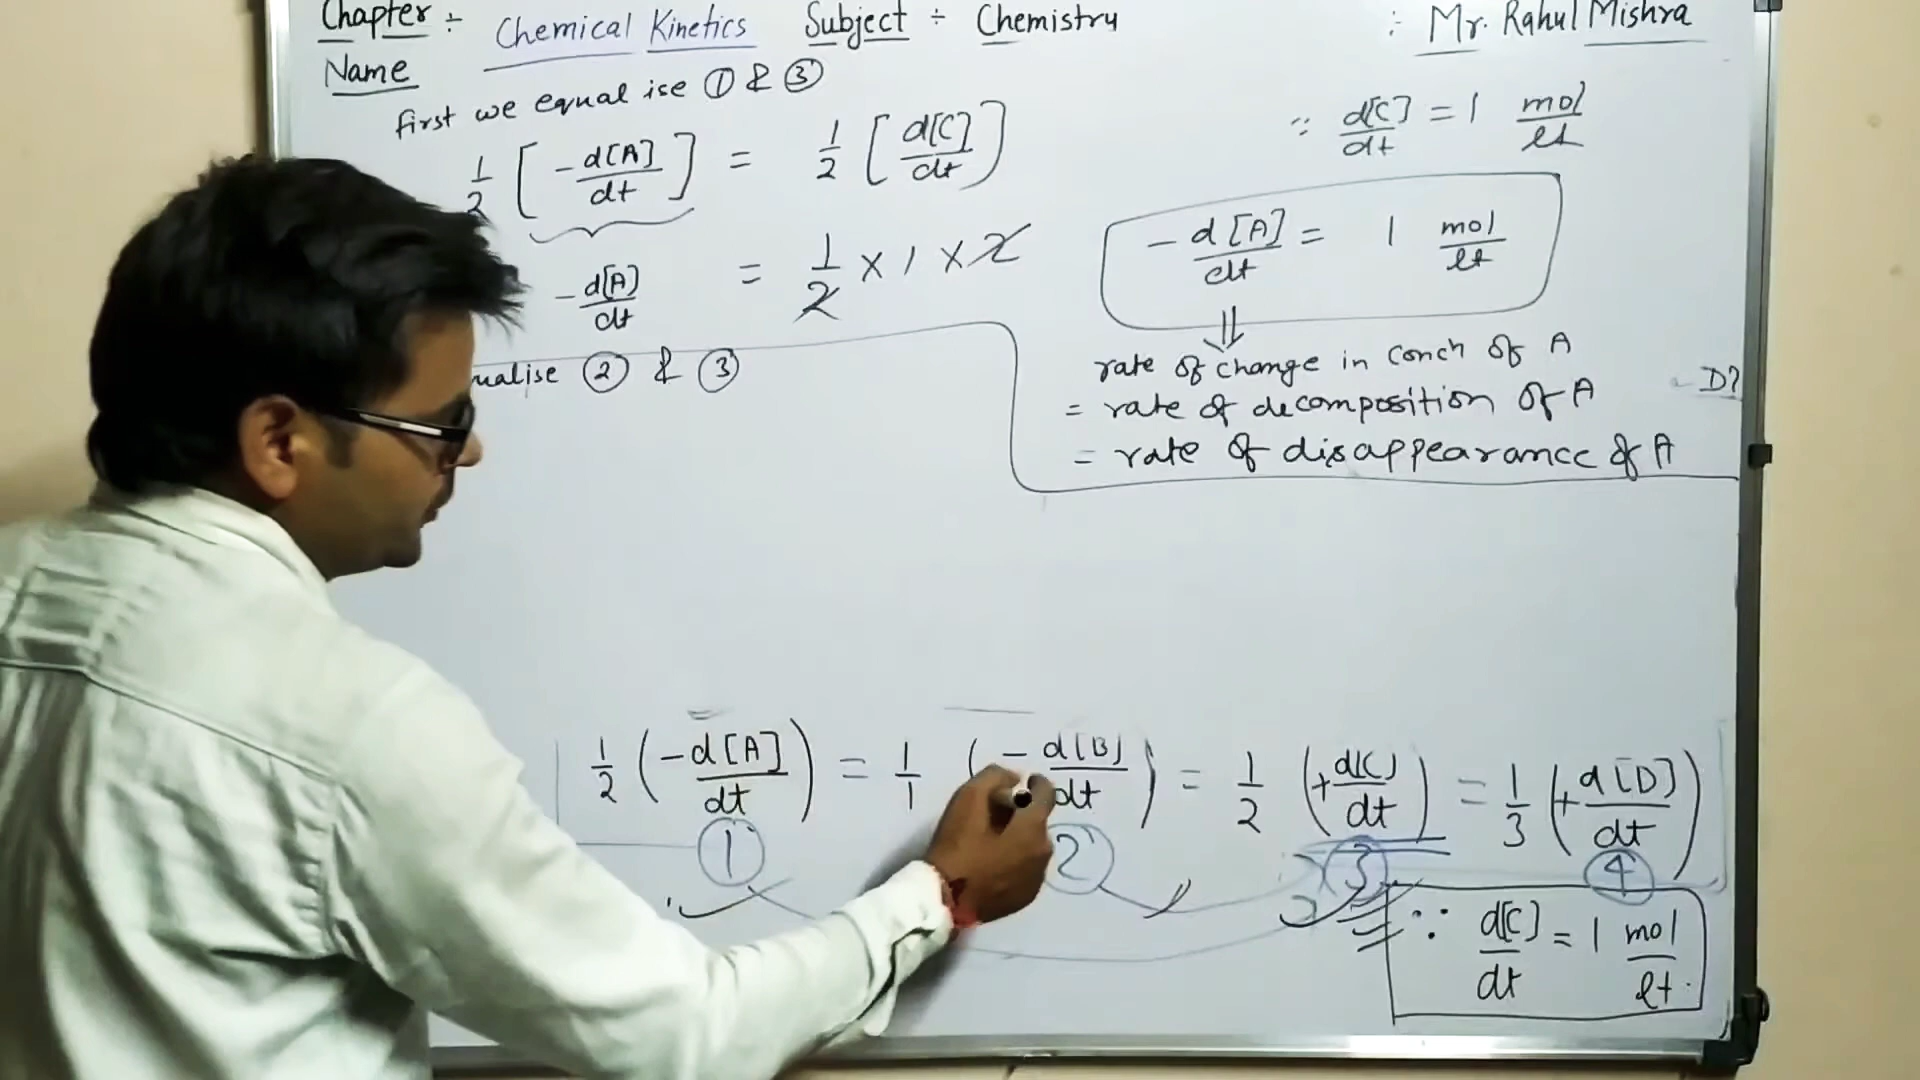 Chapter ÷ Chemical Kinetics Subject ÷ Chemistry : Mr. Rahul Mishra
Name
first we equalise ① & ③
1/2 [ -d[A]/dt ] = 1/2 [ d[C]/dt ]
-d[A]/dt = 1/2 × 1 × 2
ualise ② & ③
∵ d[C]/dt = 1 mol/lt
- d[A]/dt = 1 mol/lt
⇓
rate of change in concn of A
= rate of decomposition of A
= rate of disappearance of A
D?
1/2 ( -d[A]/dt ) = 1/1 ( - d[B]/dt ) = 1/2 ( +d[C]/dt ) = 1/3 ( + d[D]/dt )
① ② ③ ④
∵ d[C]/dt = 1 mol/lt.